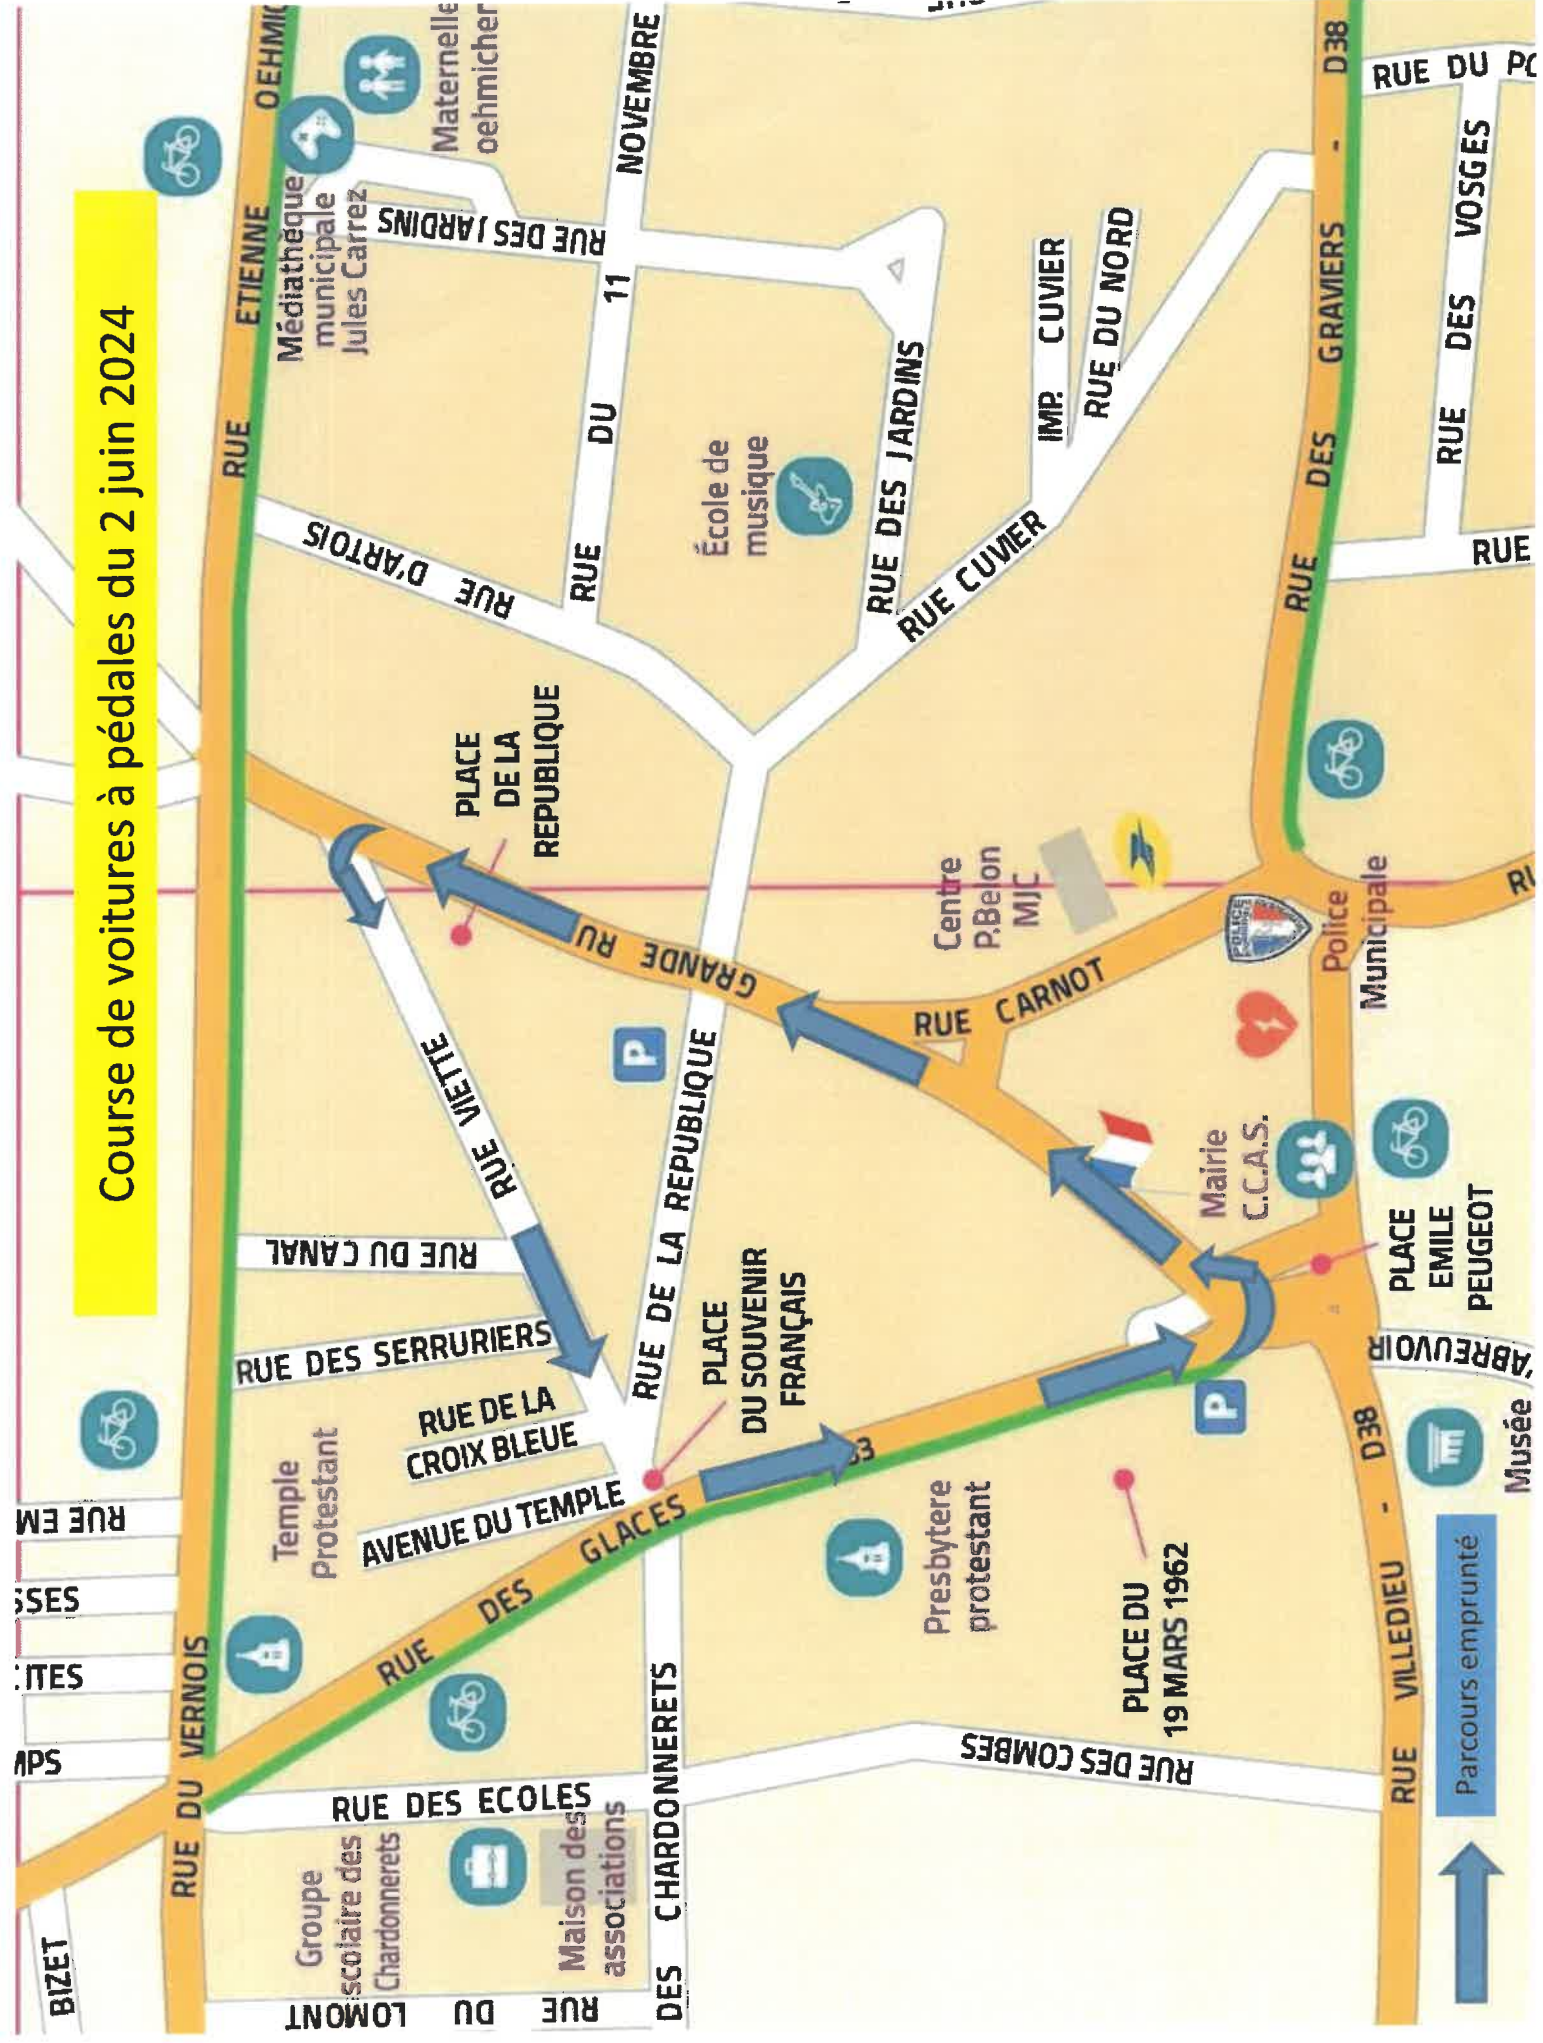 Course de voitures à pédales du 2 juin 2024
RUE EM
BIZET
RUE DU VERNOIS
RUE ETIENNE
Médiathèque
municipale
Jules Carrez
Maternelle
RUE D'ARTOIS
RUE DES JARDINS
RUE DU 11 NOVEMBRE
École de
musique
RUE DES JARDINS
RUE CUVIER
IMP. CUVIER
RUE DU NORD
RUE DES GRAVIERS - D38
RUE DES VOSGES
RUE
PLACE
DE LA
REPUBLIQUE
GRANDE RU
RUE VIETTE
RUE DU CANAL
RUE DES SERRURIERS
RUE DE LA
CROIX BLEUE
AVENUE DU TEMPLE
Temple
Protestant
RUE DE LA REPUBLIQUE
P
PLACE
DU SOUVENIR
FRANÇAIS
RUE DES GLACES
RUE DES ECOLES
Groupe
scolaire des
Chardonnerets
Maison des
associations
RUE DU LOMONT
DES CHARDONNERETS
RUE DES COMBES
Presbytere
protestant
PLACE DU
19 MARS 1962
P
RUE CARNOT
Centre
P.Belon
MJC
POLICE
Police
Municipale
Mairie
C.C.A.S.
PLACE
EMILE
PEUGEOT
Musée
RUE VILLEDIEU - D38
Parcours emprunté